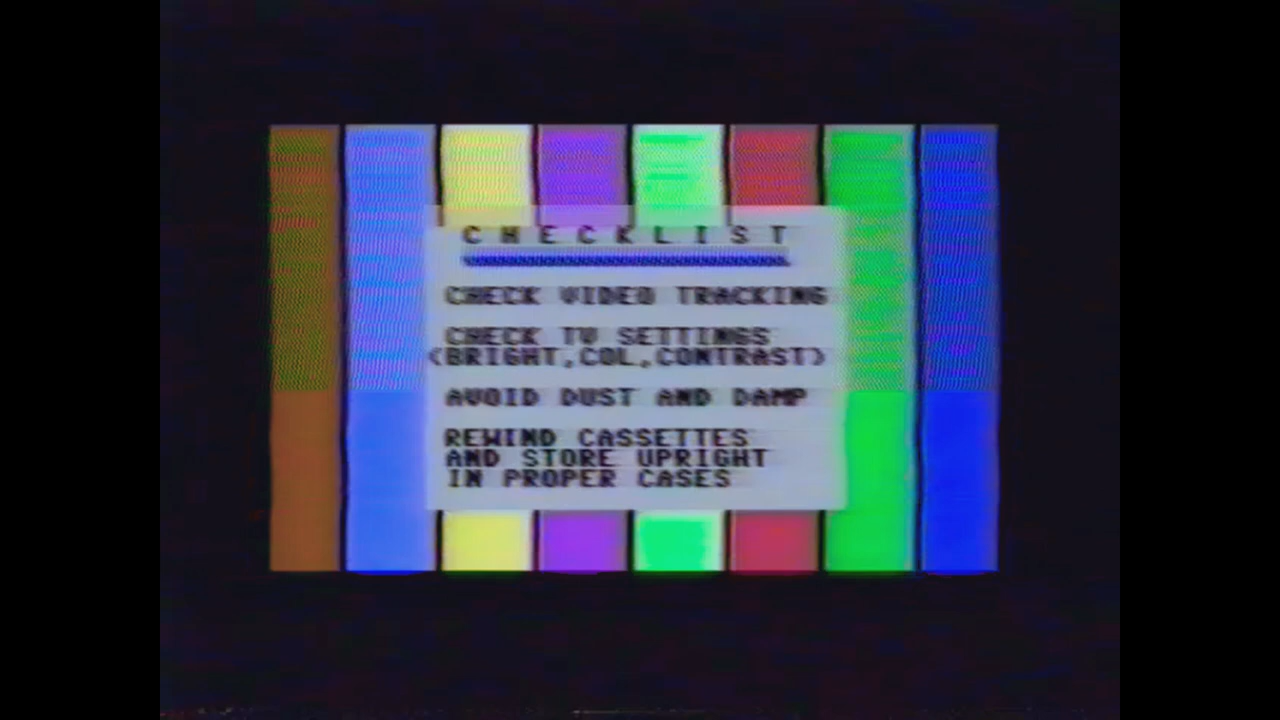 C H E C K L I S T
CHECK VIDEO TRACKING
CHECK TV SETTINGS
(BRIGHT,COL,CONTRAST)
AVOID DUST AND DAMP
REWIND CASSETTES
AND STORE UPRIGHT
IN PROPER CASES